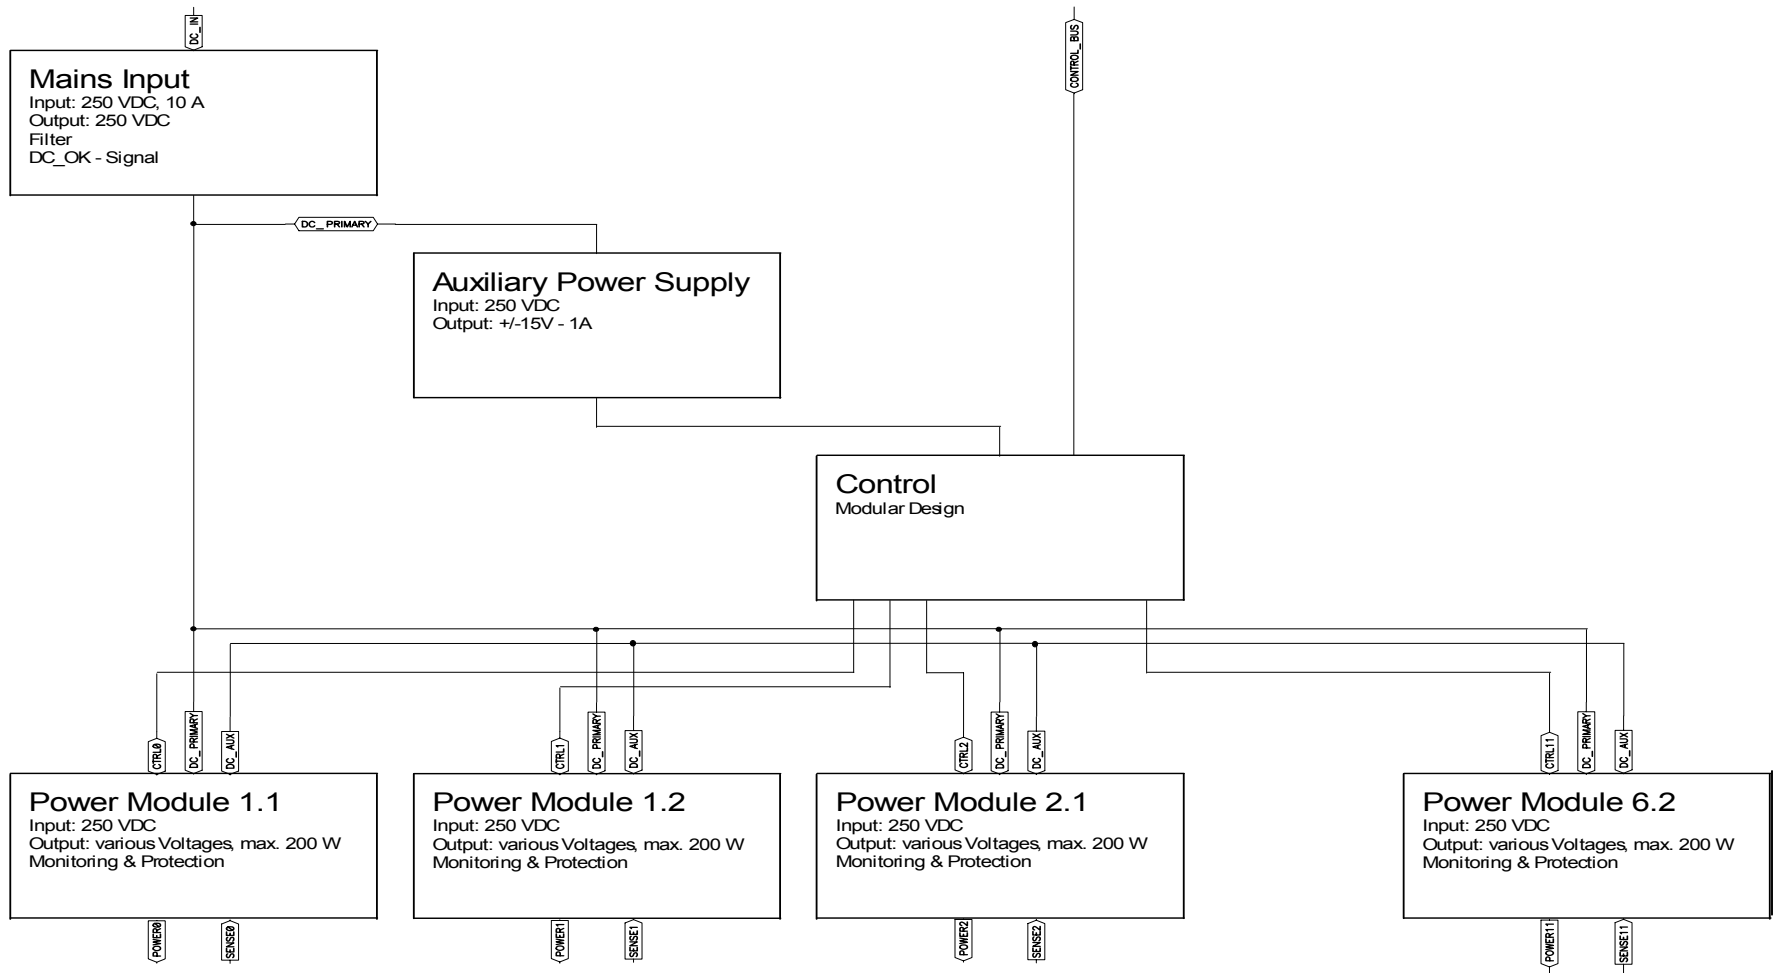 DC_IN
CONTROL_BUS
Mains Input
Input: 250 VDC, 10 A
Output: 250 VDC
Filter
DC_OK - Signal
DC_PRIMARY
Auxiliary Power Supply
Input: 250 VDC
Output: +/-15V - 1A
Control
Modular Design
CTRL0
DC_PRIMARY
DC_AUX
CTRL1
DC_PRIMARY
DC_AUX
CTRL2
DC_PRIMARY
DC_AUX
CTRL11
DC_PRIMARY
DC_AUX
Power Module 1.1
Input: 250 VDC
Output: various Voltages, max. 200 W
Monitoring & Protection
Power Module 1.2
Input: 250 VDC
Output: various Voltages, max. 200 W
Monitoring & Protection
Power Module 2.1
Input: 250 VDC
Output: various Voltages, max. 200 W
Monitoring & Protection
Power Module 6.2
Input: 250 VDC
Output: various Voltages, max. 200 W
Monitoring & Protection
POWER0
SENSE0
POWER1
SENSE1
POWER2
SENSE2
POWER11
SENSE11